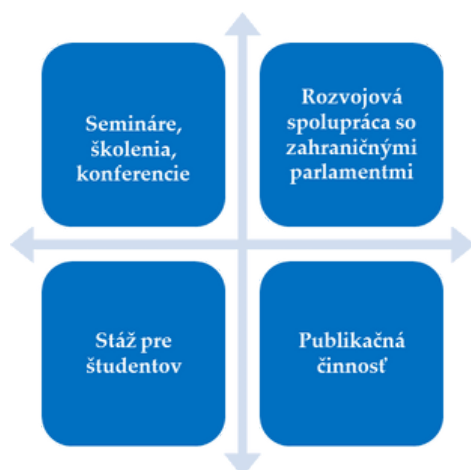 Semináre,
školenia,
konferencie
Rozvojová
spolupráca so
zahraničnými
parlamentmi
Stáž pre
študentov
Publikačná
činnosť